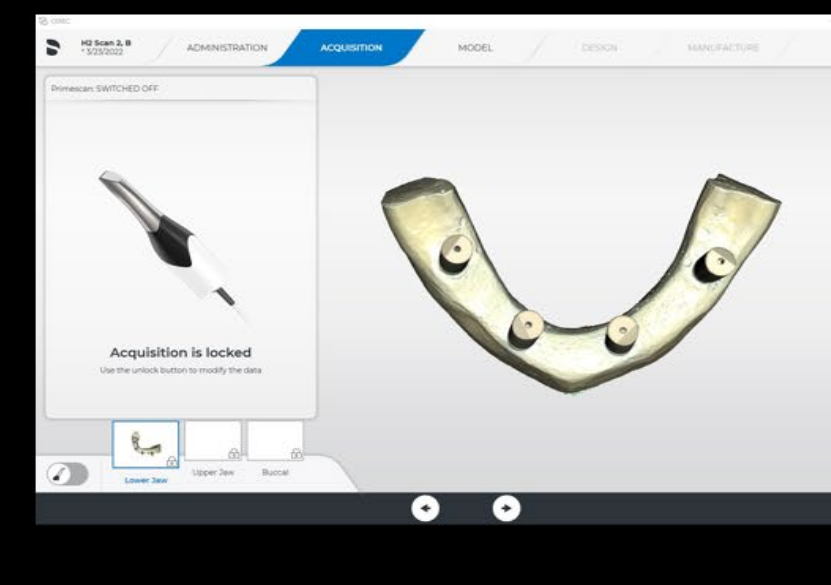 CEREC
H2 Scan 2, B
* 3/23/2022
ADMINISTRATION
ACQUISITION
MODEL
DESIGN
MANUFACTURE
Primescan: SWITCHED OFF
Acquisition is locked
Use the unlock button to modify the data
Lower Jaw
Upper Jaw
Buccal